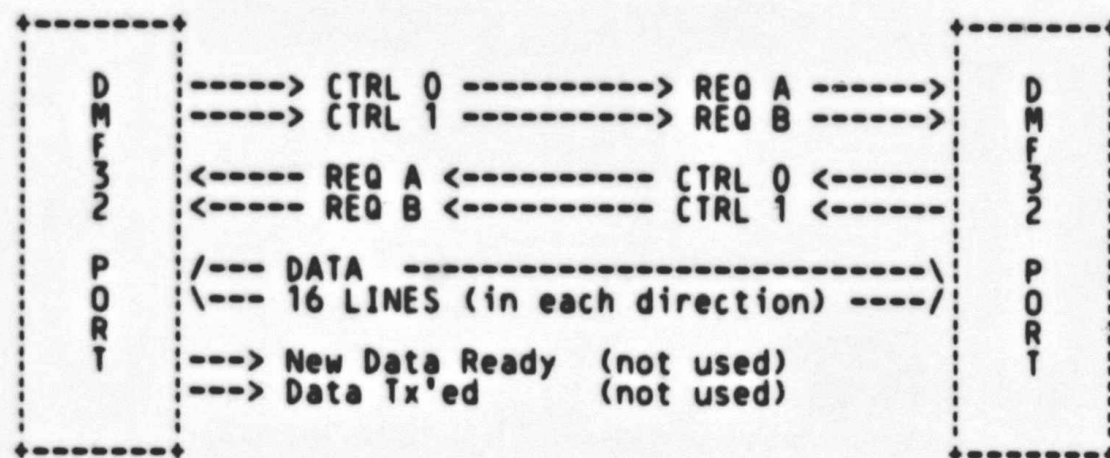 DMF32 PORT
-----> CTRL 0 -----------> REQ A ------>
-----> CTRL 1 -----------> REQ B ------>
<----- REQ A <----------- CTRL 0 <------
<----- REQ B <----------- CTRL 1 <------
/--- DATA ---------------------------\
\--- 16 LINES (in each direction) ----/
---> New Data Ready (not used)
---> Data Tx'ed (not used)
DMF32 PORT